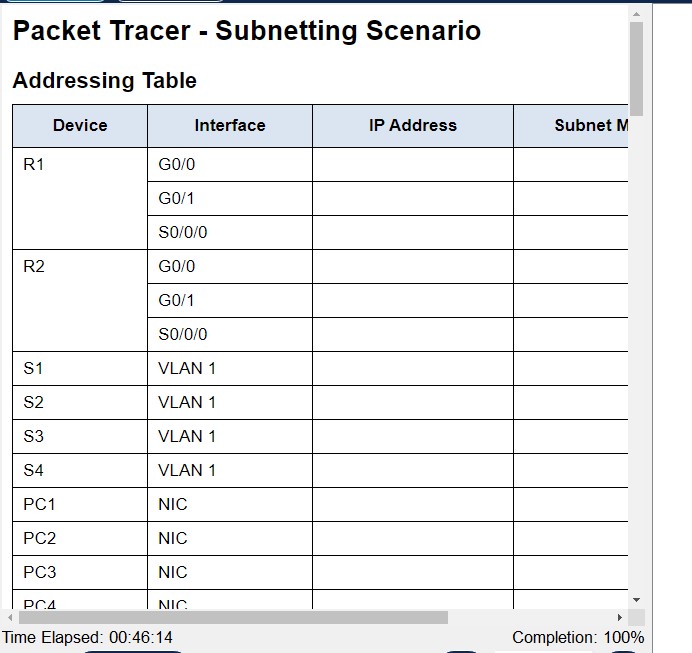 Packet Tracer - Subnetting Scenario
Addressing Table
Device Interface IP Address Subnet M
R1 G0/0
G0/1
S0/0/0
R2 G0/0
G0/1
S0/0/0
S1 VLAN 1
S2 VLAN 1
S3 VLAN 1
S4 VLAN 1
PC1 NIC
PC2 NIC
PC3 NIC
PC4 NIC
Time Elapsed: 00:46:14 Completion: 100%